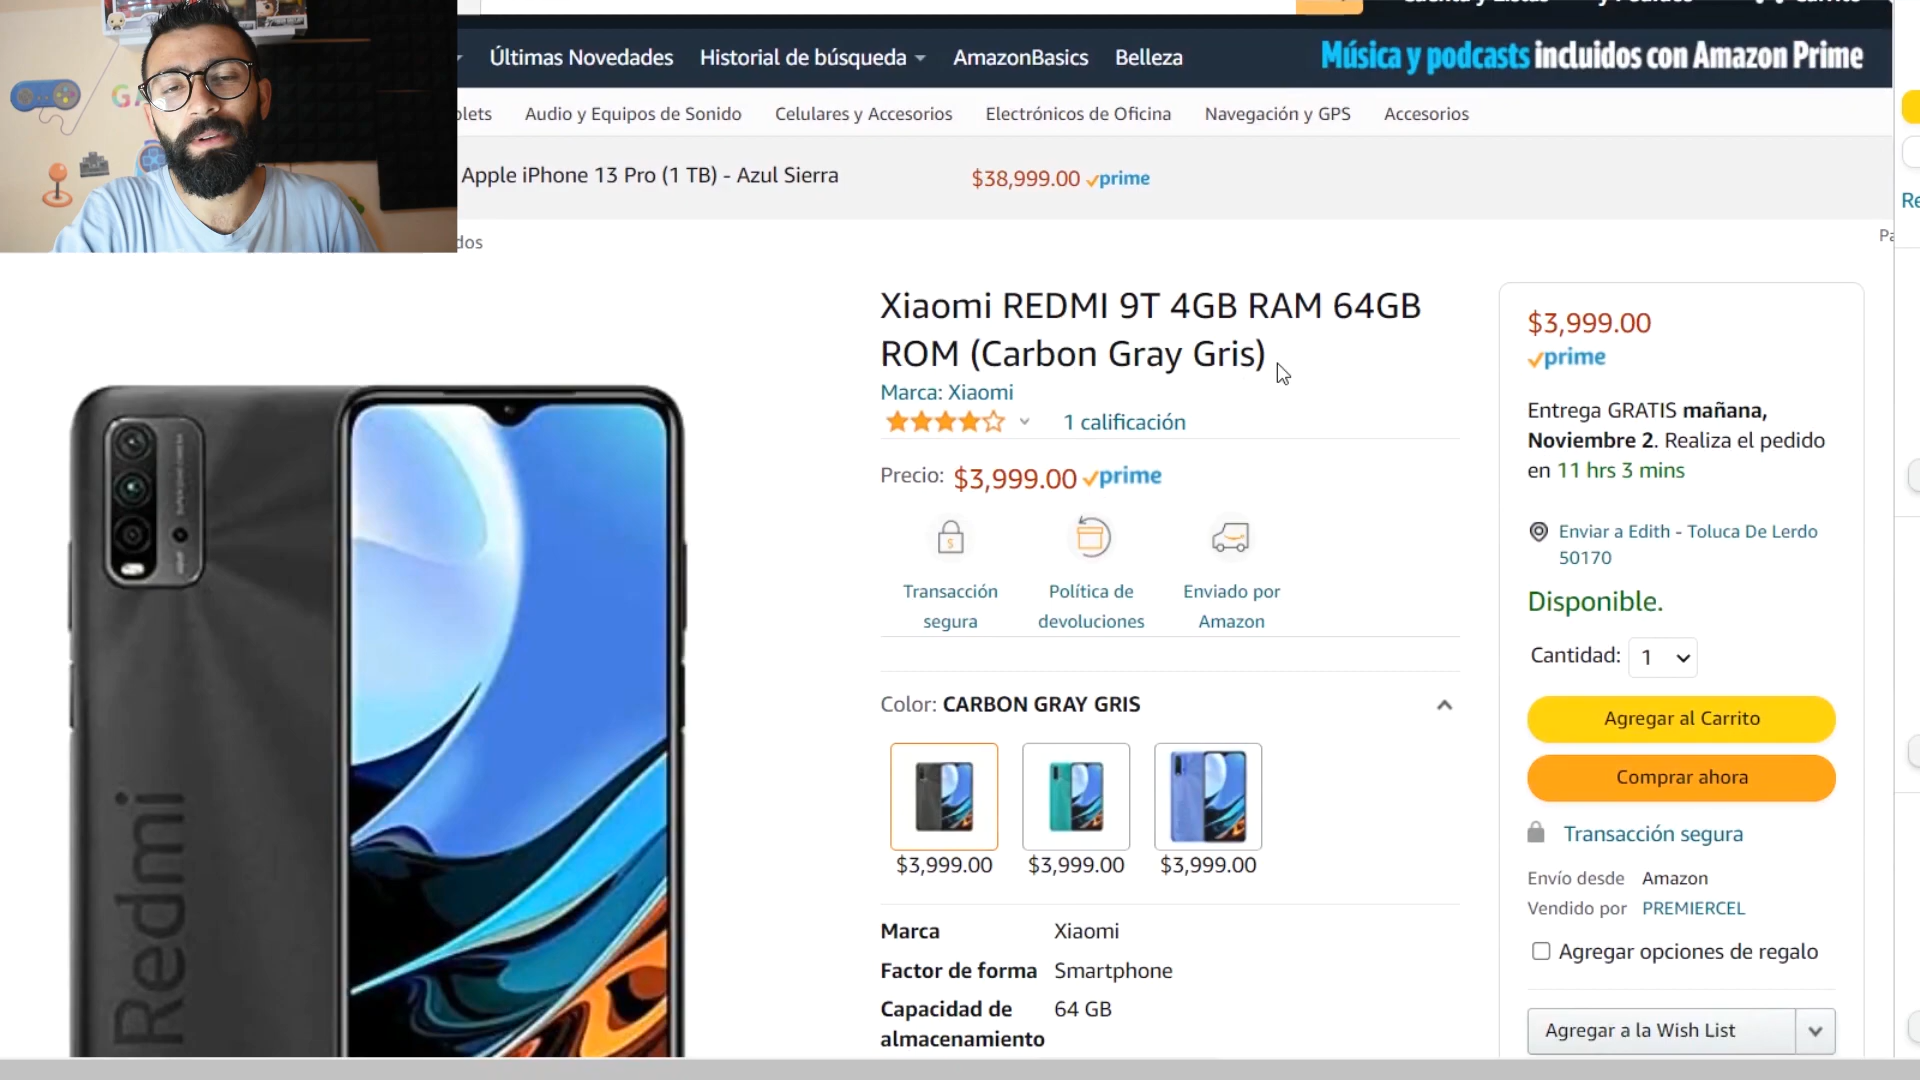 Últimas Novedades Historial de búsqueda AmazonBasics Belleza
Música y podcasts incluidos con Amazon Prime
Audio y Equipos de Sonido Celulares y Accesorios Electrónicos de Oficina Navegación y GPS Accesorios
Apple iPhone 13 Pro (1 TB) - Azul Sierra
$38,999.00 prime
Xiaomi REDMI 9T 4GB RAM 64GB
ROM (Carbon Gray Gris)
Marca: Xiaomi
1 calificación
Precio: $3,999.00 prime
Transacción
segura
Política de
devoluciones
Enviado por
Amazon
Color: CARBON GRAY GRIS
$3,999.00 $3,999.00 $3,999.00
Marca Xiaomi
Factor de forma Smartphone
Capacidad de 64 GB
almacenamiento
Redmi
$3,999.00
prime
Entrega GRATIS mañana,
Noviembre 2. Realiza el pedido
en 11 hrs 3 mins
Enviar a Edith - Toluca De Lerdo
50170
Disponible.
Cantidad: 1
Agregar al Carrito
Comprar ahora
Transacción segura
Envío desde Amazon
Vendido por PREMIERCEL
Agregar opciones de regalo
Agregar a la Wish List